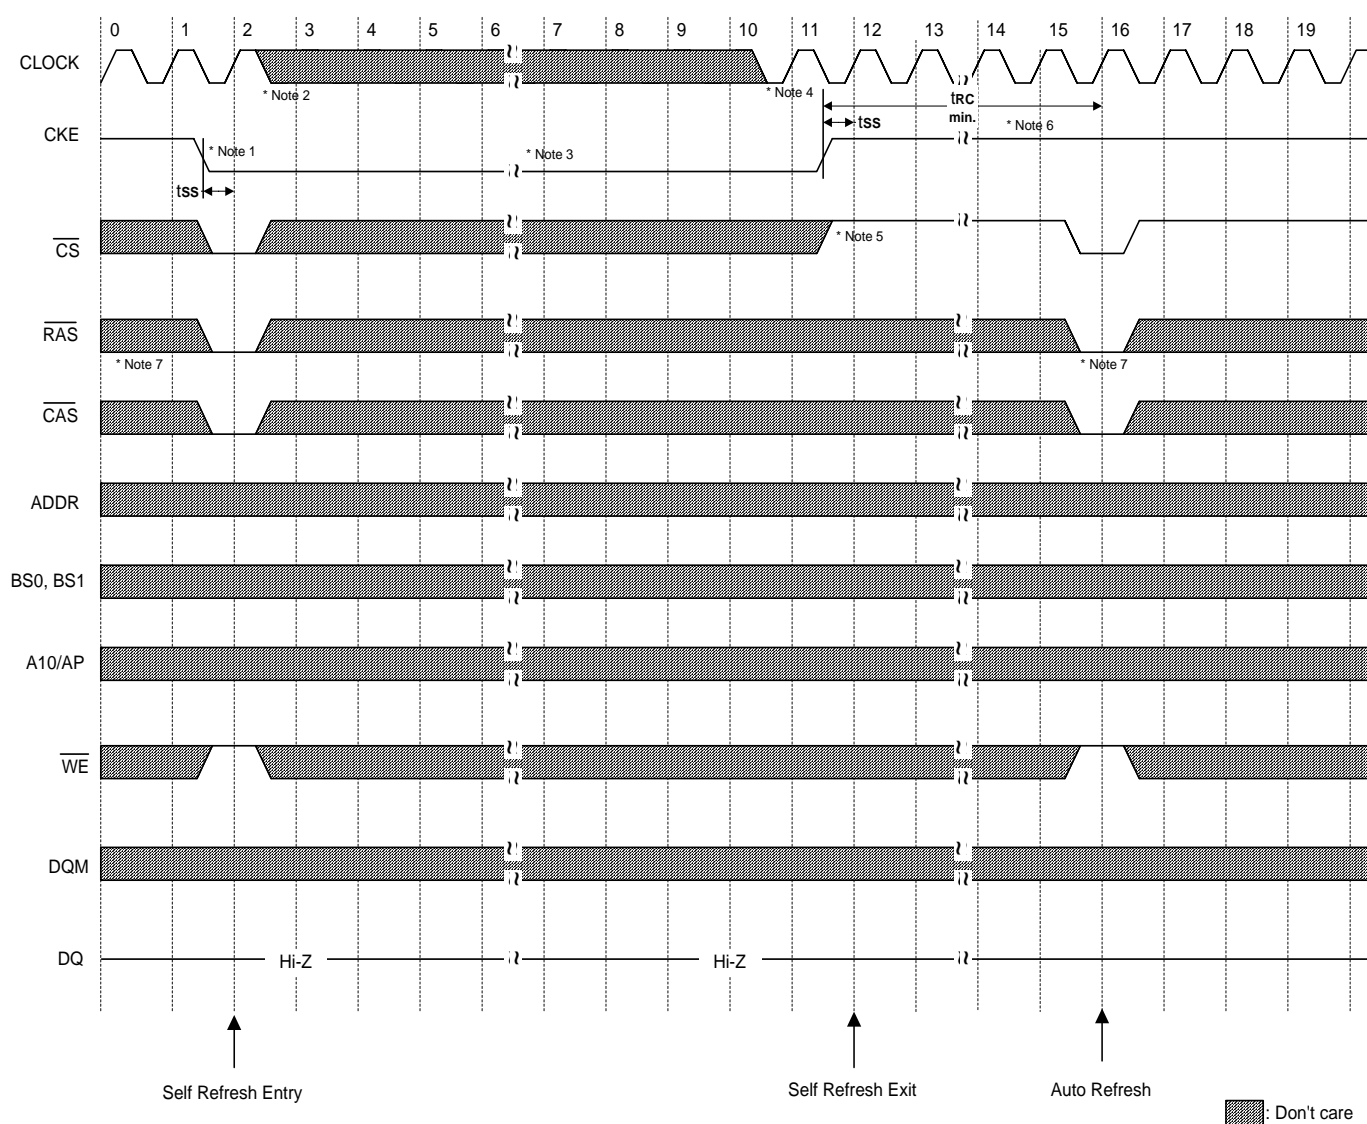 0 1 2 3 4 5 6 7 8 9 10 11 12 13 14 15 16 17 18 19
CLOCK
* Note 2
* Note 4
tRC
min.
* Note 6
tSS
CKE
* Note 1
* Note 3
tSS
CS
* Note 5
RAS
* Note 7
* Note 7
CAS
ADDR
BS0, BS1
A10/AP
WE
DQM
DQ
Hi-Z
Hi-Z
Self Refresh Entry
Self Refresh Exit
Auto Refresh
: Don't care